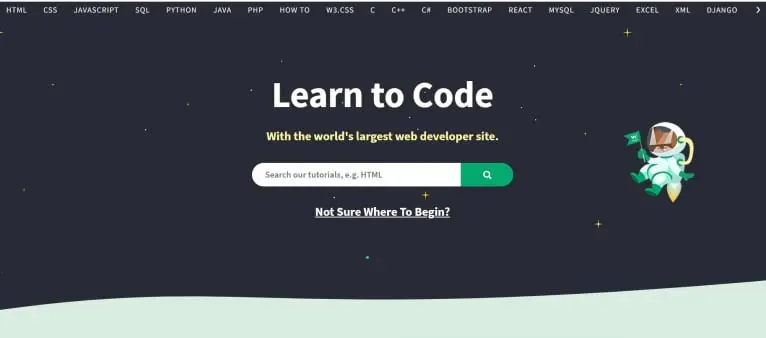 HTML CSS JAVASCRIPT SQL PYTHON JAVA PHP HOW TO W3.CSS C C++ C# BOOTSTRAP REACT MYSQL JQUERY EXCEL XML DJANGO
Learn to Code
With the world's largest web developer site.
Search our tutorials, e.g. HTML
Not Sure Where To Begin?